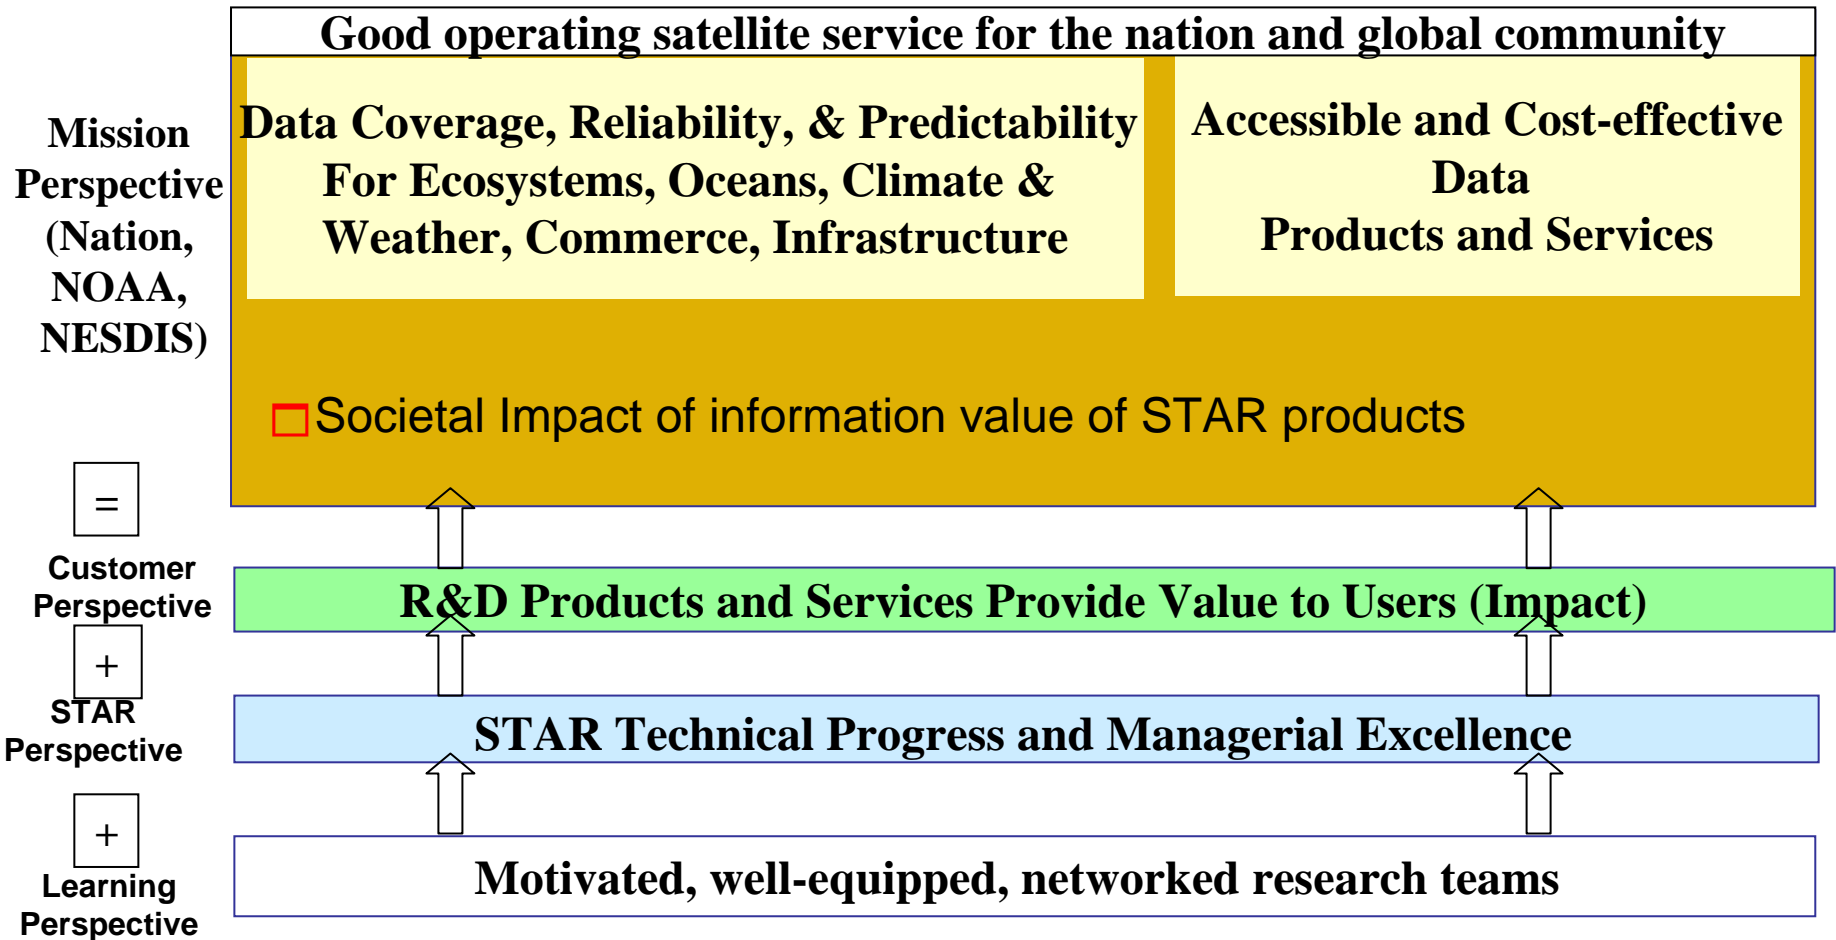 Good operating satellite service for the nation and global community
Mission
Perspective
(Nation,
NOAA,
NESDIS)
Data Coverage, Reliability, & Predictability
For Ecosystems, Oceans, Climate &
Weather, Commerce, Infrastructure
Accessible and Cost-effective
Data
Products and Services
Societal Impact of information value of STAR products
=
Customer
Perspective
R&D Products and Services Provide Value to Users (Impact)
+
STAR
Perspective
STAR Technical Progress and Managerial Excellence
+
Learning
Perspective
Motivated, well-equipped, networked research teams